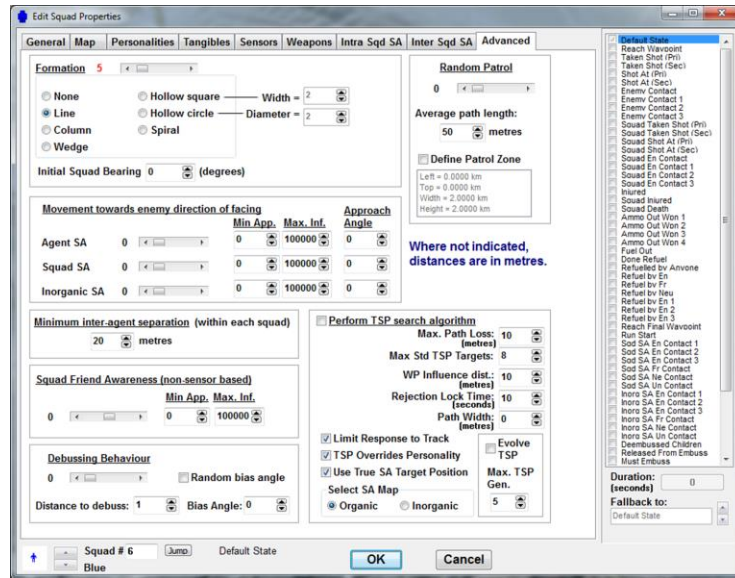 Edit Squad Properties
General Map Personalities Tangibles Sensors Weapons Intra Sqd SA Inter Sqd SA Advanced
Formation 5
None
Line
Column
Wedge
Hollow square
Hollow circle
Spiral
Width = 2
Diameter = 2
Initial Squad Bearing 0 (degrees)
Random Patrol
0
Average path length:
50 metres
Define Patrol Zone
Left = 0.0000 km
Top = 0.0000 km
Width = 2.0000 km
Height = 2.0000 km
Movement towards enemy direction of facing
Min App. Max. Inf. Approach Angle
Agent SA 0 0 100000 0
Squad SA 0 0 100000 0
Inorganic SA 0 0 100000 0
Where not indicated,
distances are in metres.
Minimum inter-agent separation (within each squad)
20 metres
Squad Friend Awareness (non-sensor based)
Min App. Max. Inf.
0 0 100000
Debussing Behaviour
0 Random bias angle
Distance to debuss: 1 Bias Angle: 0
Perform TSP search algorithm
Max. Path Loss: 10
(metres)
Max Std TSP Targets: 8
WP Influence dist.: 10
(metres)
Rejection Lock Time: 10
(seconds)
Path Width: 0
(metres)
Limit Response to Track
TSP Overrides Personality
Use True SA Target Position
Select SA Map
Organic Inorganic
Evolve
TSP
Max. TSP
Gen.
5
Default State
Reach Waypoint
Taken Shot (Pri)
Taken Shot (Sec)
Shot At (Pri)
Shot At (Sec)
Enemy Contact
Enemy Contact 1
Enemy Contact 2
Enemy Contact 3
Squad Taken Shot (Pri)
Squad Taken Shot (Sec)
Squad Shot At (Pri)
Squad Shot At (Sec)
Squad En Contact
Squad En Contact 1
Squad En Contact 2
Squad En Contact 3
Injured
Squad Injured
Squad Death
Ammo Out Wpn 1
Ammo Out Wpn 2
Ammo Out Wpn 3
Ammo Out Wpn 4
Fuel Out
Done Refuel
Refuelled by Anyone
Refuel by En
Refuel by Fr
Refuel by Neu
Refuel by En 1
Refuel by En 2
Refuel by En 3
Reach Final Waypoint
Run Start
Sqd SA En Contact 1
Sqd SA En Contact 2
Sqd SA En Contact 3
Sqd SA Fr Contact
Sqd SA Ne Contact
Sqd SA Un Contact
Inorg SA En Contact 1
Inorg SA En Contact 2
Inorg SA En Contact 3
Inorg SA Fr Contact
Inorg SA Ne Contact
Inorg SA Un Contact
Deembussed Children
Released From Embuss
Must Embuss
Duration:
(seconds) 0
Fallback to:
Default State
Squad # 6 Jump Default State
Blue
OK Cancel